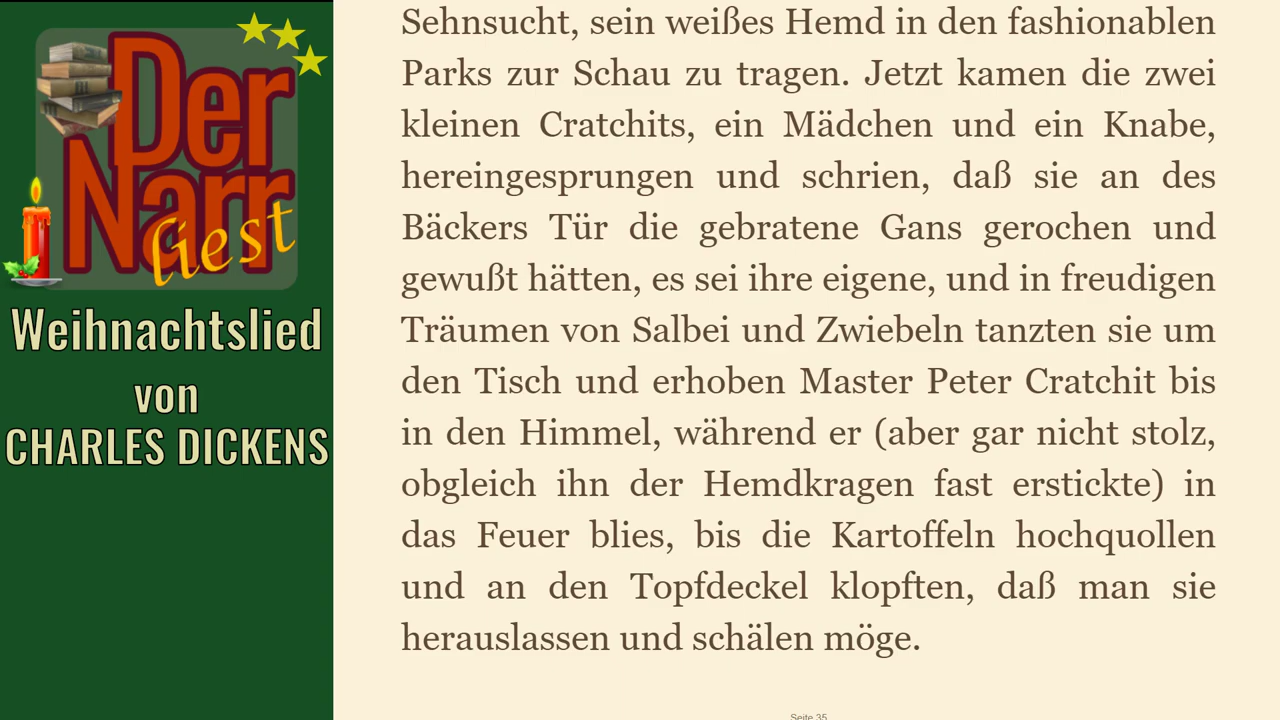 Der
Narr
liest
Weihnachtslied
von
CHARLES DICKENS
Sehnsucht, sein weißes Hemd in den fashionablen
Parks zur Schau zu tragen. Jetzt kamen die zwei
kleinen Cratchits, ein Mädchen und ein Knabe,
hereingesprungen und schrien, daß sie an des
Bäckers Tür die gebratene Gans gerochen und
gewußt hätten, es sei ihre eigene, und in freudigen
Träumen von Salbei und Zwiebeln tanzten sie um
den Tisch und erhoben Master Peter Cratchit bis
in den Himmel, während er (aber gar nicht stolz,
obgleich ihn der Hemdkragen fast erstickte) in
das Feuer blies, bis die Kartoffeln hochquollen
und an den Topfdeckel klopften, daß man sie
herauslassen und schälen möge.
Seite 35